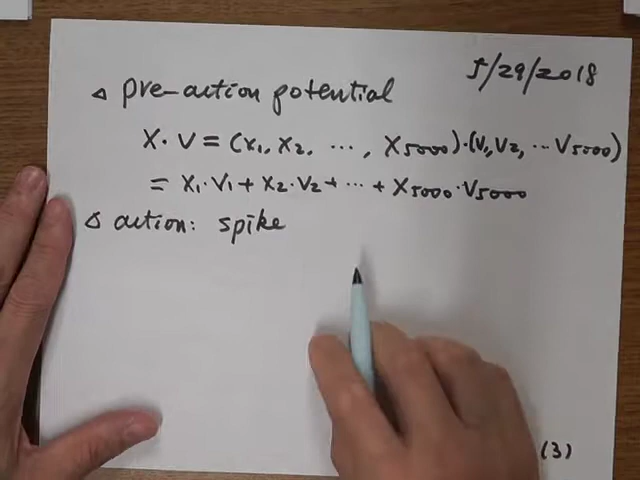 5/29/2018
△ pre-action potential
X · V = (x₁, x₂, ⋯, x₅₀₀₀)·(v₁, v₂, ⋯ v₅₀₀₀)
= x₁·v₁ + x₂·v₂ + ⋯ + x₅₀₀₀·v₅₀₀₀
△ action: spike
(3)